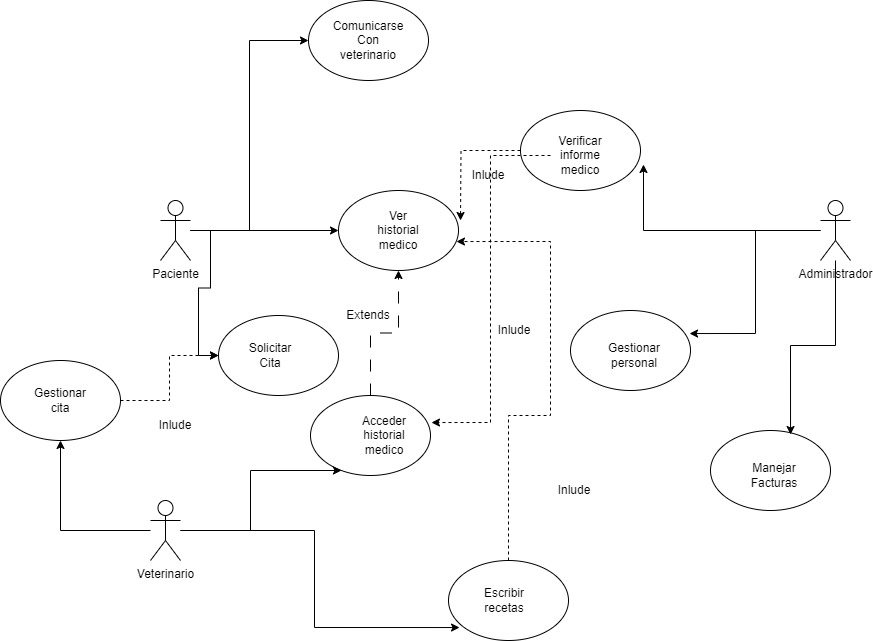 Comunicarse
Con
veterinario
Verificar
informe
medico
Inlude
Ver
historial
medico
Paciente
Administrador
Extends
Inlude
Solicitar
Cita
Gestionar
personal
Gestionar
cita
Inlude
Acceder
historial
medico
Manejar
Facturas
Inlude
Veterinario
Escribir
recetas